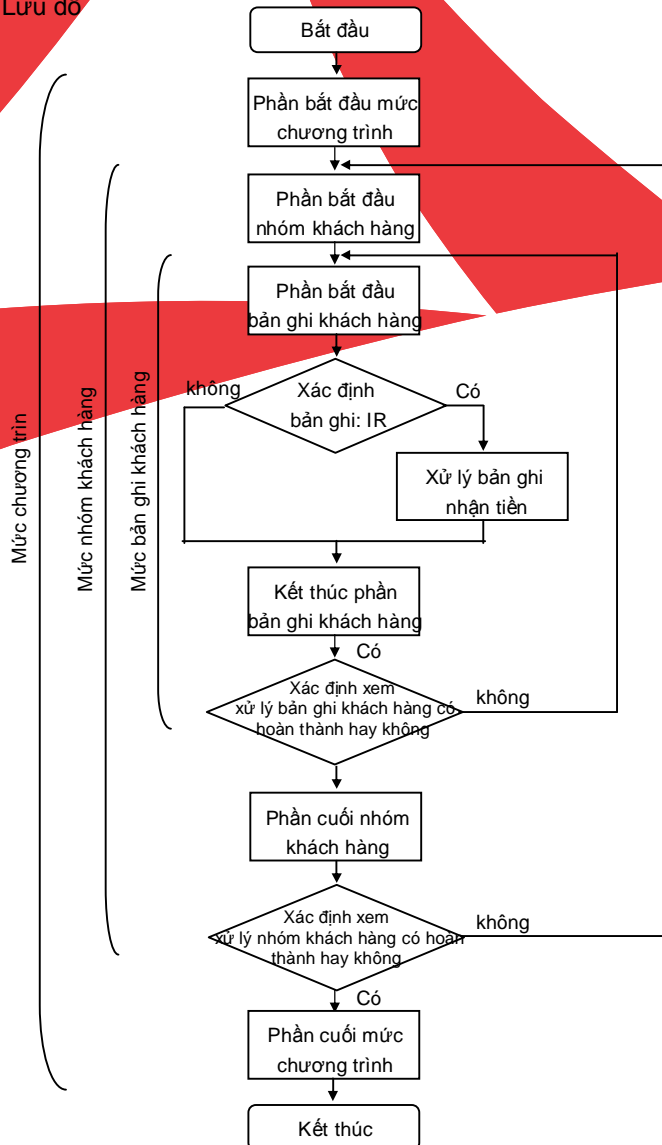 Lưu đồ
Bắt đầu
Phần bắt đầu mức
chương trình
Phần bắt đầu
nhóm khách hàng
Phần bắt đầu
bản ghi khách hàng
không
Xác định
bản ghi: IR
Có
Xử lý bản ghi
nhận tiền
Kết thúc phần
bản ghi khách hàng
Có
Xác định xem
xử lý bản ghi khách hàng có
hoàn thành hay không
không
Phần cuối nhóm
khách hàng
Xác định xem
xử lý nhóm khách hàng có hoàn
thành hay không
không
Có
Phần cuối mức
chương trình
Kết thúc
Mức chương trìn
Mức nhóm khách hàng
Mức bản ghi khách hàng